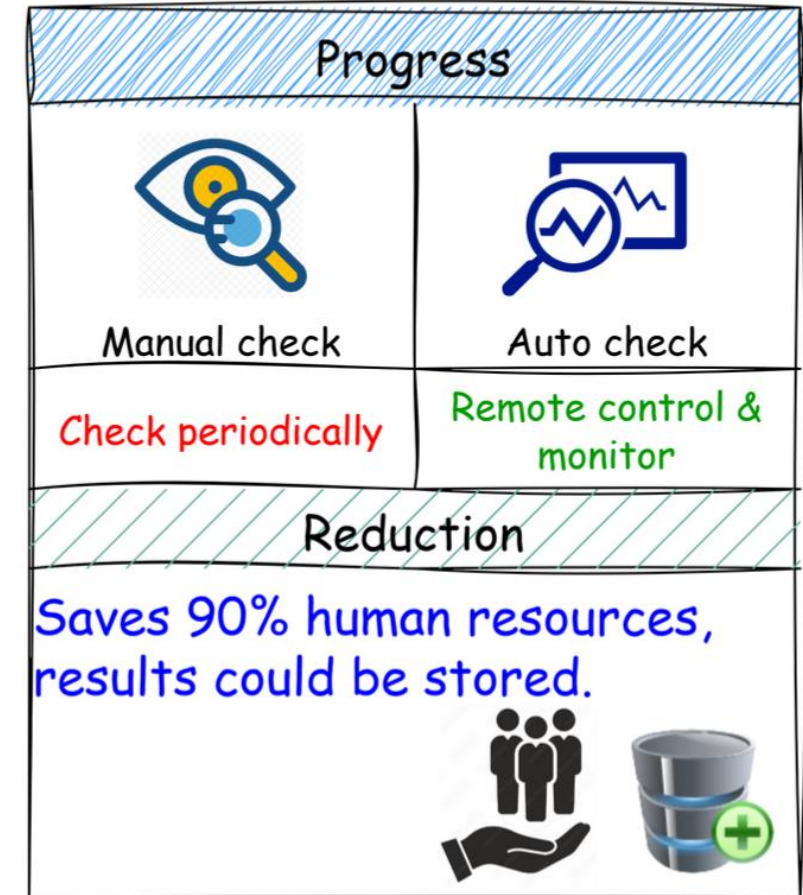 Progress
Manual check
Auto check
Check periodically
Remote control &
monitor
Reduction
Saves 90% human resources,
results could be stored.